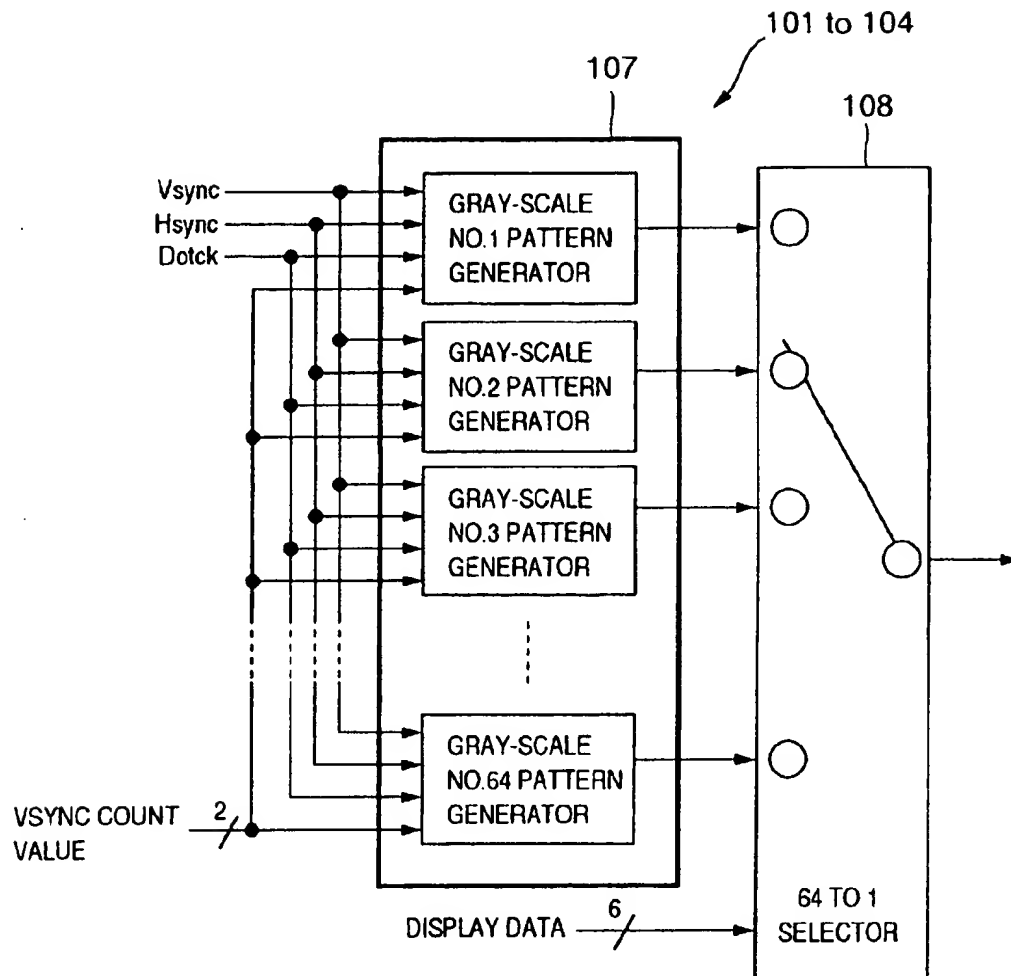 101 to 104
107
108
Vsync
Hsync
Dotck
GRAY-SCALE
NO.1 PATTERN
GENERATOR
GRAY-SCALE
NO.2 PATTERN
GENERATOR
GRAY-SCALE
NO.3 PATTERN
GENERATOR
GRAY-SCALE
NO.64 PATTERN
GENERATOR
VSYNC COUNT
VALUE
2
DISPLAY DATA
6
64 TO 1
SELECTOR